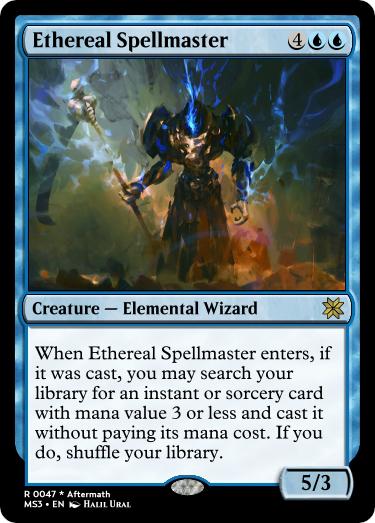 Ethereal Spellmaster 4
Creature — Elemental Wizard
When Ethereal Spellmaster enters, if
it was cast, you may search your
library for an instant or sorcery card
with mana value 3 or less and cast it
without paying its mana cost. If you
do, shuffle your library.
5/3
R 0047 * Aftermath
MS3 • EN Halil Ural